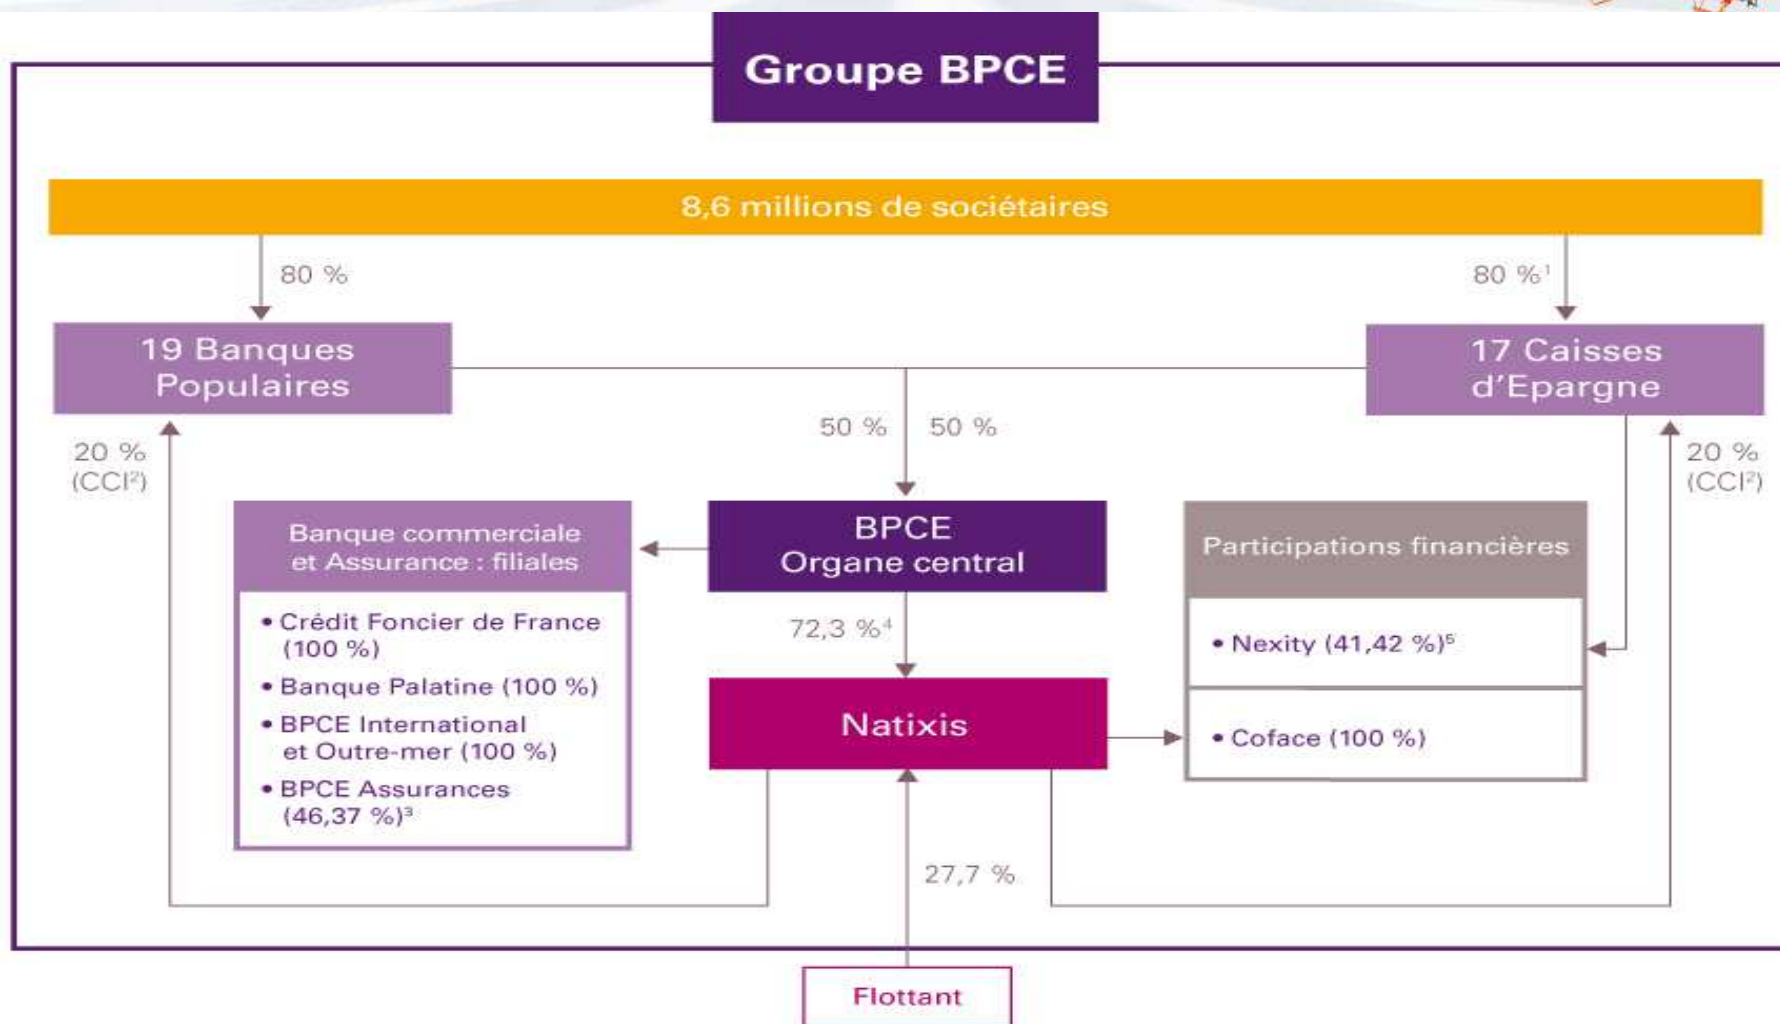 Groupe BPCE
8,6 millions de sociétaires
80 %
80 %¹
19 Banques
Populaires
17 Caisses
d'Epargne
50 %
50 %
20 %
(CCI²)
20 %
(CCI²)
Banque commerciale
et Assurance : filiales
• Crédit Foncier de France
(100 %)
• Banque Palatine (100 %)
• BPCE International
et Outre-mer (100 %)
• BPCE Assurances
(46,37 %)³
BPCE
Organe central
72,3 %⁴
Natixis
Participations financières
• Nexity (41,42 %)⁵
• Coface (100 %)
27,7 %
Flottant